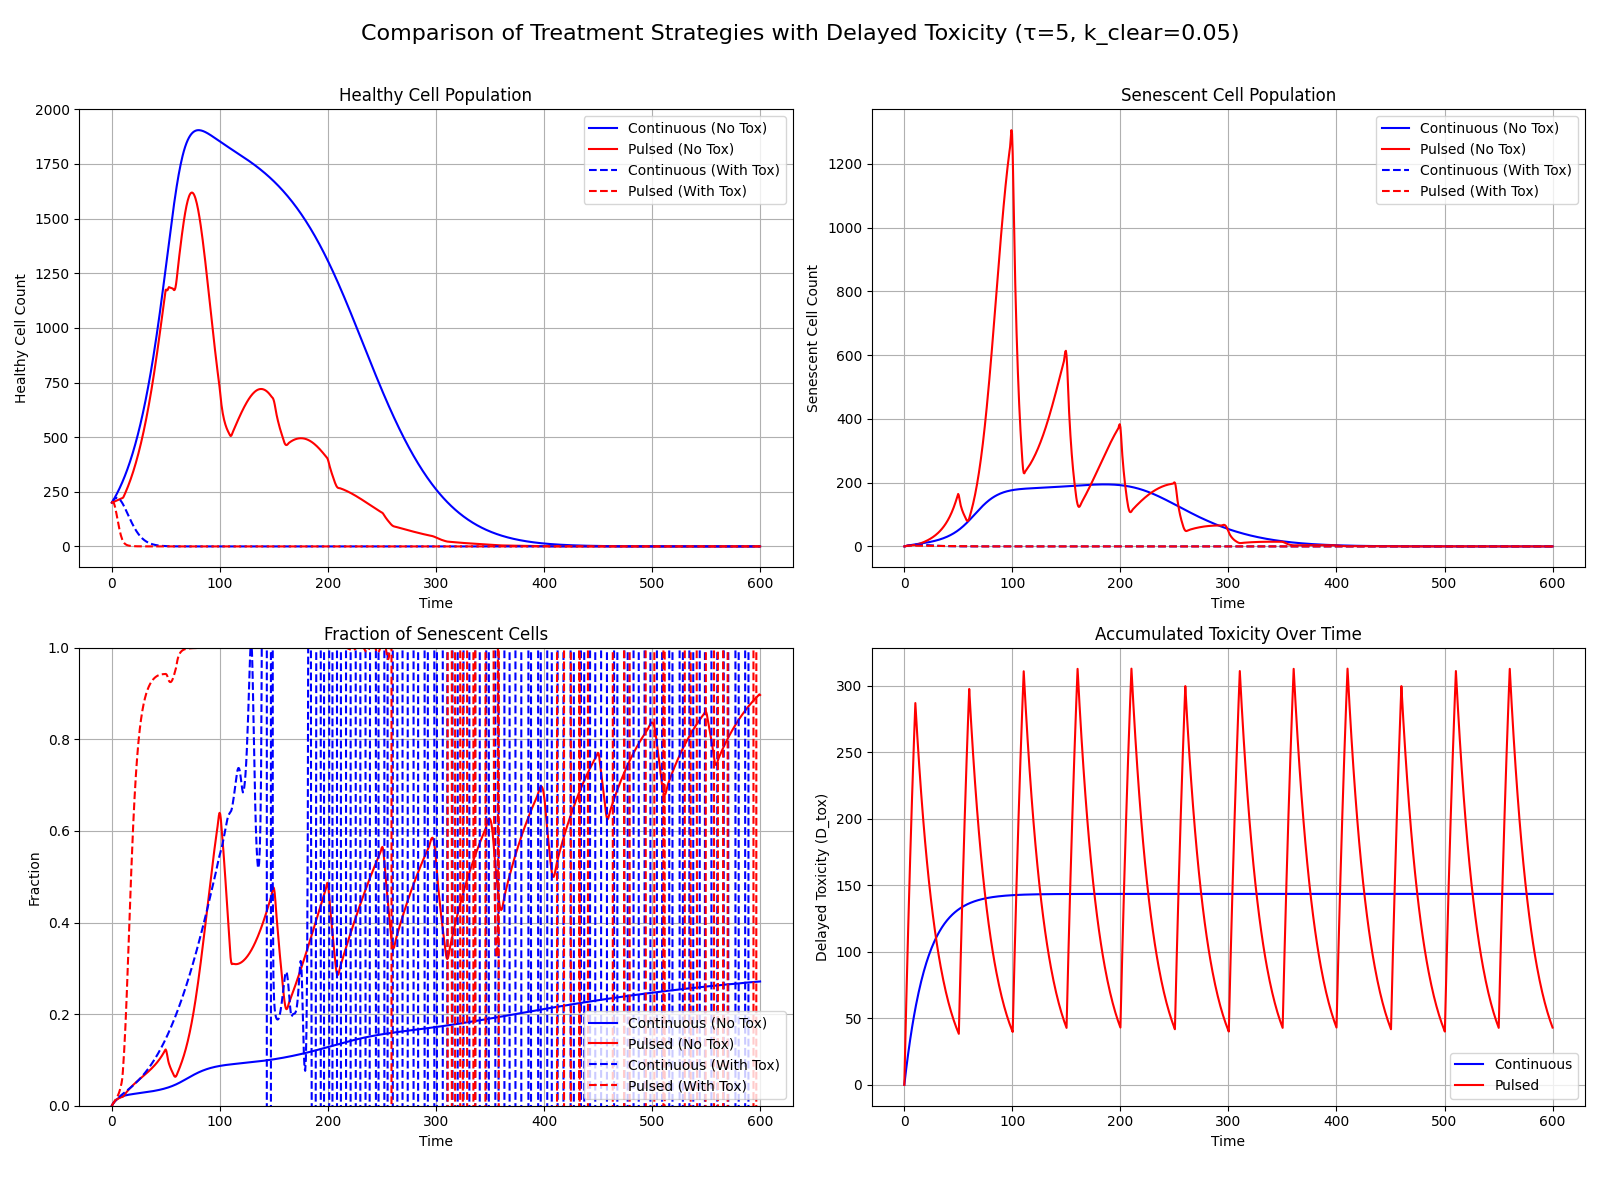 Comparison of Treatment Strategies with Delayed Toxicity (τ=5, k_clear=0.05)
Healthy Cell Population
Healthy Cell Count
2000
1750
1500
1250
1000
750
500
250
0
Continuous (No Tox)
Pulsed (No Tox)
Continuous (With Tox)
Pulsed (With Tox)
0 100 200 300 400 500 600
Time
Senescent Cell Population
Senescent Cell Count
1200
1000
800
600
400
200
0
Continuous (No Tox)
Pulsed (No Tox)
Continuous (With Tox)
Pulsed (With Tox)
0 100 200 300 400 500 600
Time
Fraction of Senescent Cells
Fraction
1.0
0.8
0.6
0.4
0.2
0.0
Continuous (No Tox)
Pulsed (No Tox)
Continuous (With Tox)
Pulsed (With Tox)
0 100 200 300 400 500 600
Time
Accumulated Toxicity Over Time
Delayed Toxicity (D_tox)
300
250
200
150
100
50
0
Continuous
Pulsed
0 100 200 300 400 500 600
Time